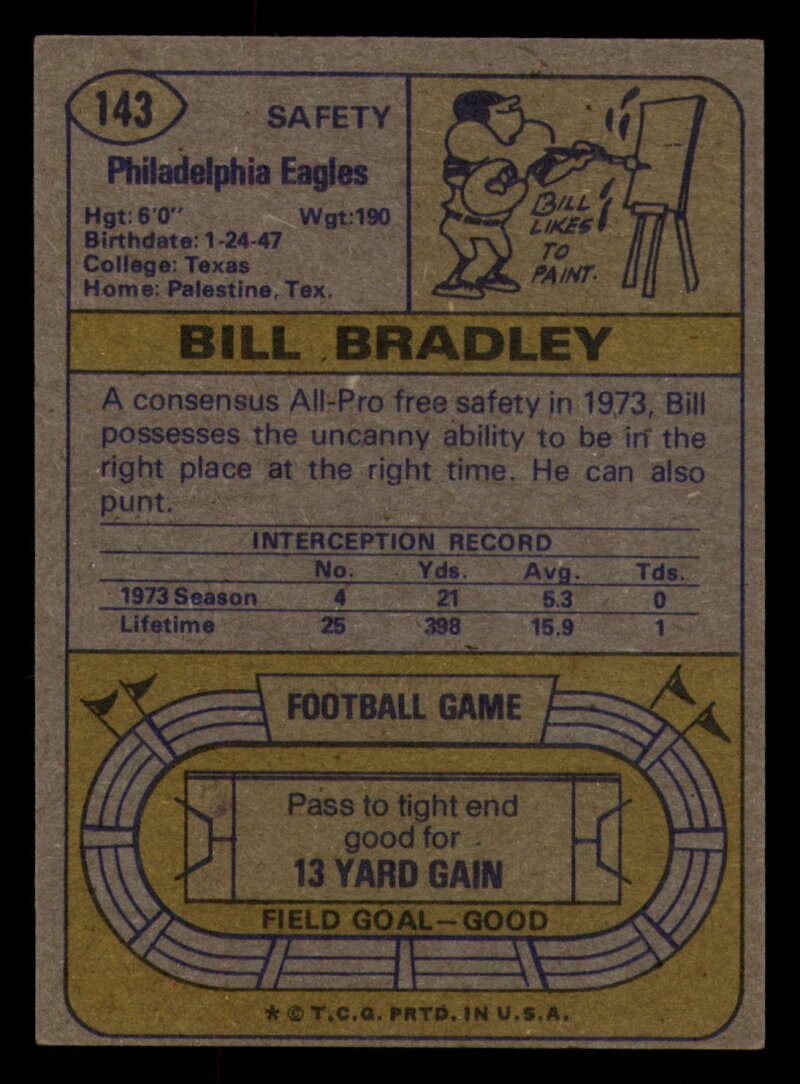 143
SAFETY
Philadelphia Eagles
Hgt: 6'0" Wgt:190
Birthdate: 1-24-47
College: Texas
Home: Palestine, Tex.
BILL
LIKES
TO
PAINT.
BILL BRADLEY
A consensus All-Pro free safety in 1973, Bill
possesses the uncanny ability to be in the
right place at the right time. He can also
punt.
INTERCEPTION RECORD
No. Yds. Avg. Tds.
1973 Season 4 21 5.3 0
Lifetime 25 398 15.9 1
FOOTBALL GAME
Pass to tight end
good for
13 YARD GAIN
FIELD GOAL—GOOD
* © T.C.G. PRTD. IN U.S.A.